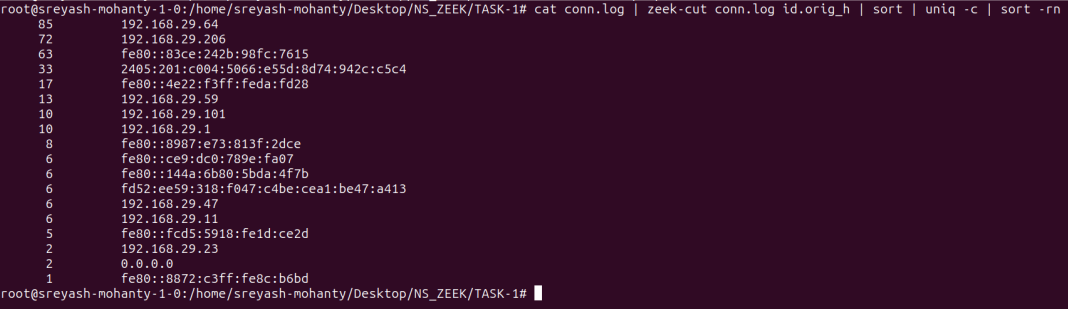 root@sreyash-mohanty-1-0:/home/sreyash-mohanty/Desktop/NS_ZEEK/TASK-1# cat conn.log | zeek-cut conn.log id.orig_h | sort | uniq -c | sort -rn
85 192.168.29.64
72 192.168.29.206
63 fe80::83ce:242b:98fc:7615
33 2405:201:c004:5066:e55d:8d74:942c:c5c4
17 fe80::4e22:f3ff:feda:fd28
13 192.168.29.59
10 192.168.29.101
10 192.168.29.1
8 fe80::8987:e73:813f:2dce
6 fe80::ce9:dc0:789e:fa07
6 fe80::144a:6b80:5bda:4f7b
6 fd52:ee59:318:f047:c4be:cea1:be47:a413
6 192.168.29.47
6 192.168.29.11
5 fe80::fcd5:5918:fe1d:ce2d
2 192.168.29.23
2 0.0.0.0
1 fe80::8872:c3ff:fe8c:b6bd
root@sreyash-mohanty-1-0:/home/sreyash-mohanty/Desktop/NS_ZEEK/TASK-1#